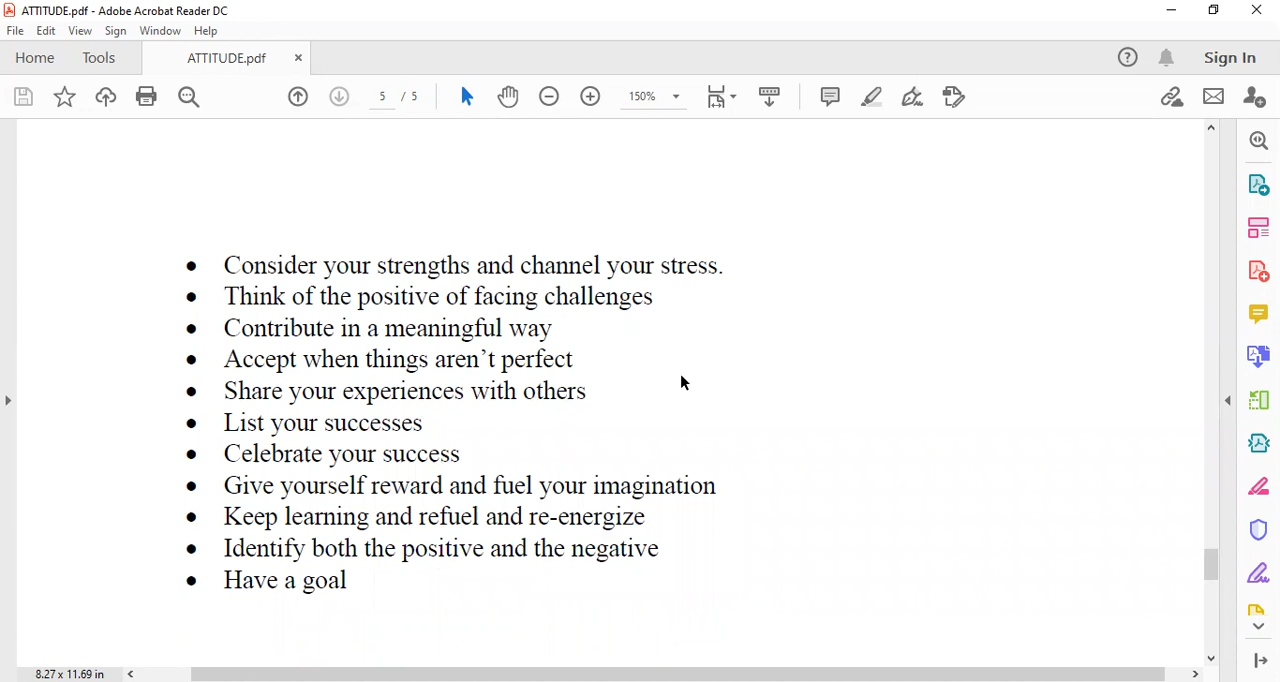 ATTITUDE.pdf - Adobe Acrobat Reader DC
File Edit View Sign Window Help
Home Tools ATTITUDE.pdf × Sign In
5 / 5 150%
• Consider your strengths and channel your stress.
• Think of the positive of facing challenges
• Contribute in a meaningful way
• Accept when things aren’t perfect
• Share your experiences with others
• List your successes
• Celebrate your success
• Give yourself reward and fuel your imagination
• Keep learning and refuel and re-energize
• Identify both the positive and the negative
• Have a goal
8.27 x 11.69 in